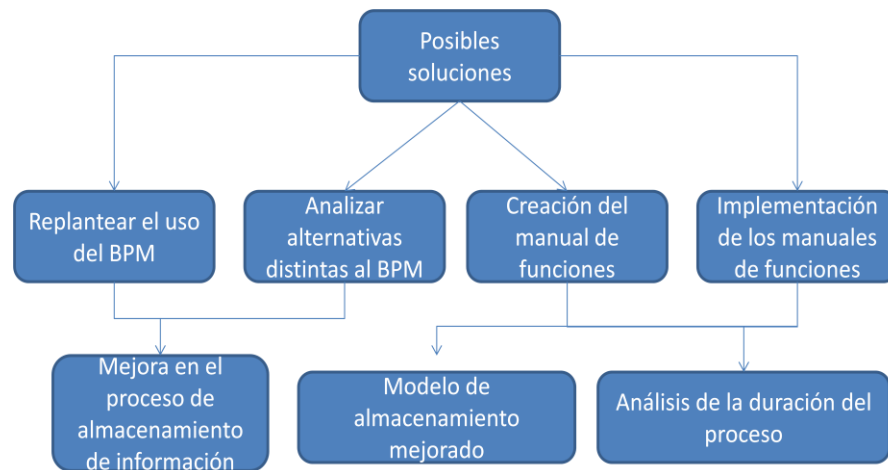 Posibles
soluciones
Replantear el uso
del BPM
Analizar
alternativas
distintas al BPM
Creación del
manual de
funciones
Implementación
de los manuales
de funciones
Mejora en el
proceso de
almacenamiento
de información
Modelo de
almacenamiento
mejorado
Análisis de la duración del
proceso